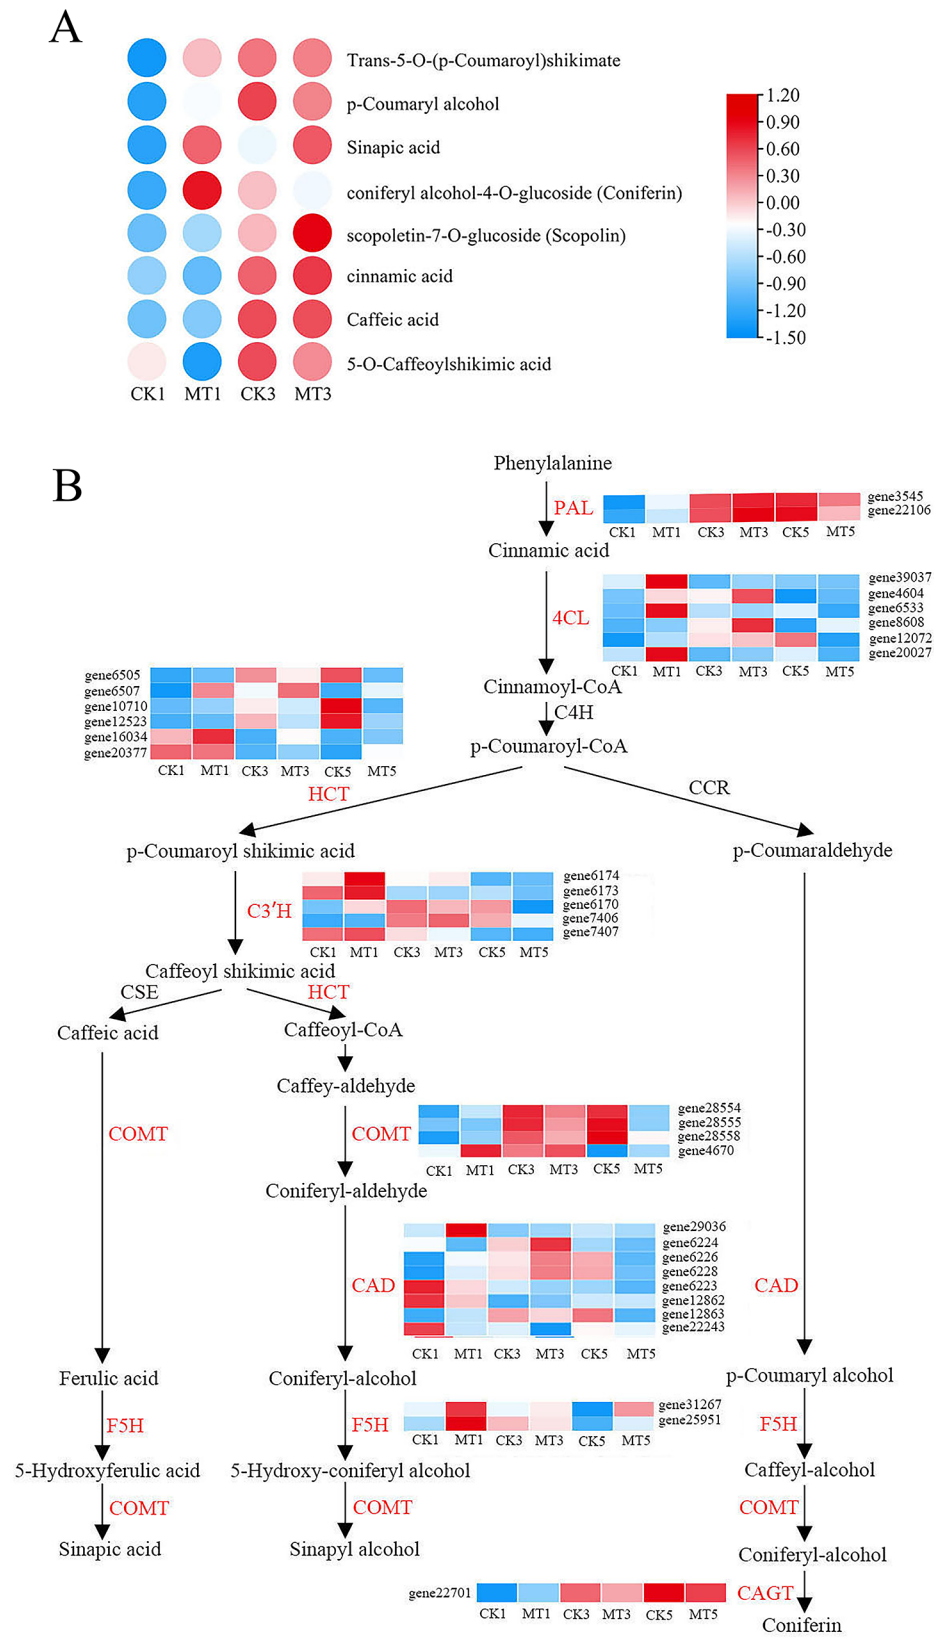 A
Trans-5-O-(p-Coumaroyl)shikimate
p-Coumaryl alcohol
Sinapic acid
coniferyl alcohol-4-O-glucoside (Coniferin)
scopoletin-7-O-glucoside (Scopolin)
cinnamic acid
Caffeic acid
5-O-Caffeoylshikimic acid
CK1 MT1 CK3 MT3
1.20
0.90
0.60
0.30
0.00
-0.30
-0.60
-0.90
-1.20
-1.50
B
Phenylalanine
PAL
gene3545
gene22106
CK1 MT1 CK3 MT3 CK5 MT5
Cinnamic acid
4CL
gene39037
gene4604
gene6533
gene8608
gene12072
gene20027
CK1 MT1 CK3 MT3 CK5 MT5
Cinnamoyl-CoA
C4H
p-Coumaroyl-CoA
gene6505
gene6507
gene10710
gene12523
gene16034
gene20377
CK1 MT1 CK3 MT3 CK5 MT5
HCT
CCR
p-Coumaroyl shikimic acid
p-Coumaraldehyde
C3'H
gene6174
gene6173
gene6170
gene7406
gene7407
CK1 MT1 CK3 MT3 CK5 MT5
Caffeoyl shikimic acid
CSE
HCT
Caffeic acid
Caffeoyl-CoA
Caffey-aldehyde
COMT
COMT
gene28554
gene28555
gene28558
gene4670
CK1 MT1 CK3 MT3 CK5 MT5
Coniferyl-aldehyde
CAD
gene29036
gene6224
gene6226
gene6228
gene6223
gene12862
gene12863
gene22243
CK1 MT1 CK3 MT3 CK5 MT5
CAD
Ferulic acid
Coniferyl-alcohol
p-Coumaryl alcohol
F5H
F5H
gene31267
gene25951
CK1 MT1 CK3 MT3 CK5 MT5
F5H
5-Hydroxyferulic acid
5-Hydroxy-coniferyl alcohol
Caffeyl-alcohol
COMT
COMT
COMT
Sinapic acid
Sinapyl alcohol
Coniferyl-alcohol
gene22701
CK1 MT1 CK3 MT3 CK5 MT5
CAGT
Coniferin